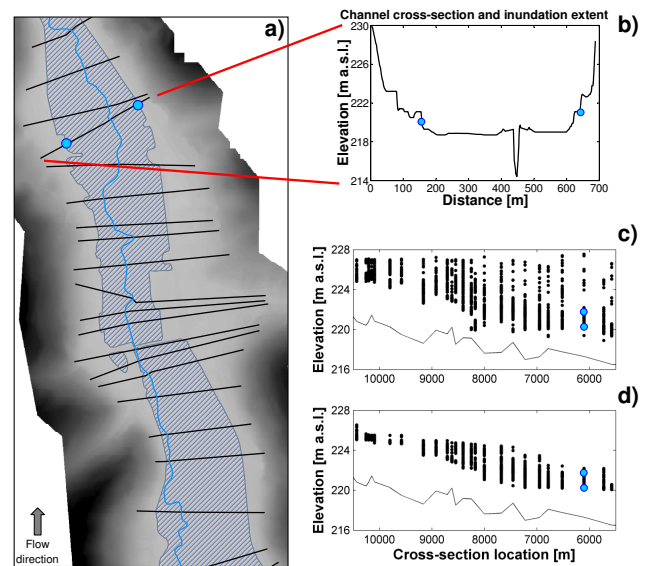 a)
Flow
direction
Channel cross-section and inundation extent
b)
Elevation [m a.s.l.]
230
226
222
218
214
0 100 200 300 400 500 600 700
Distance [m]
c)
Elevation [m a.s.l.]
228
224
220
216
10000 9000 8000 7000 6000
d)
Elevation [m a.s.l.]
228
224
220
216
10000 9000 8000 7000 6000
Cross-section location [m]